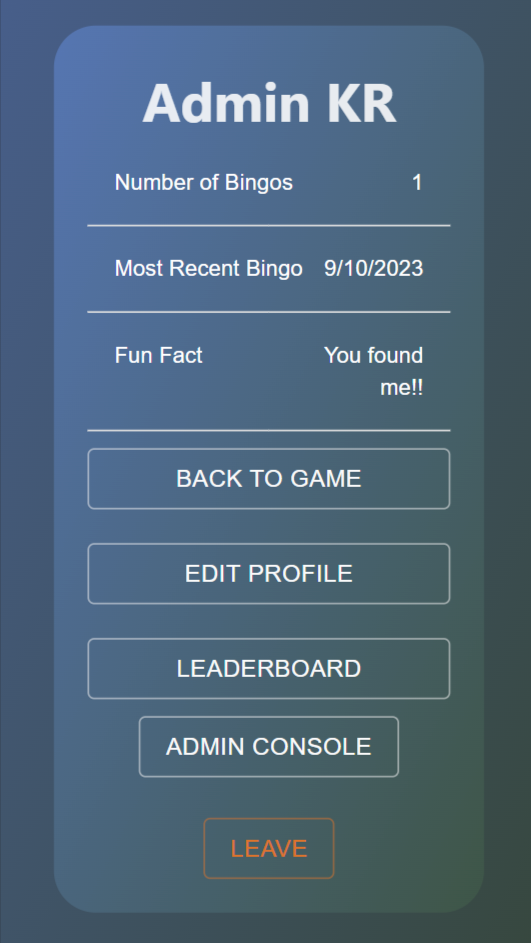 Admin KR
Number of Bingos 1
Most Recent Bingo 9/10/2023
Fun Fact You found
me!!
BACK TO GAME
EDIT PROFILE
LEADERBOARD
ADMIN CONSOLE
LEAVE